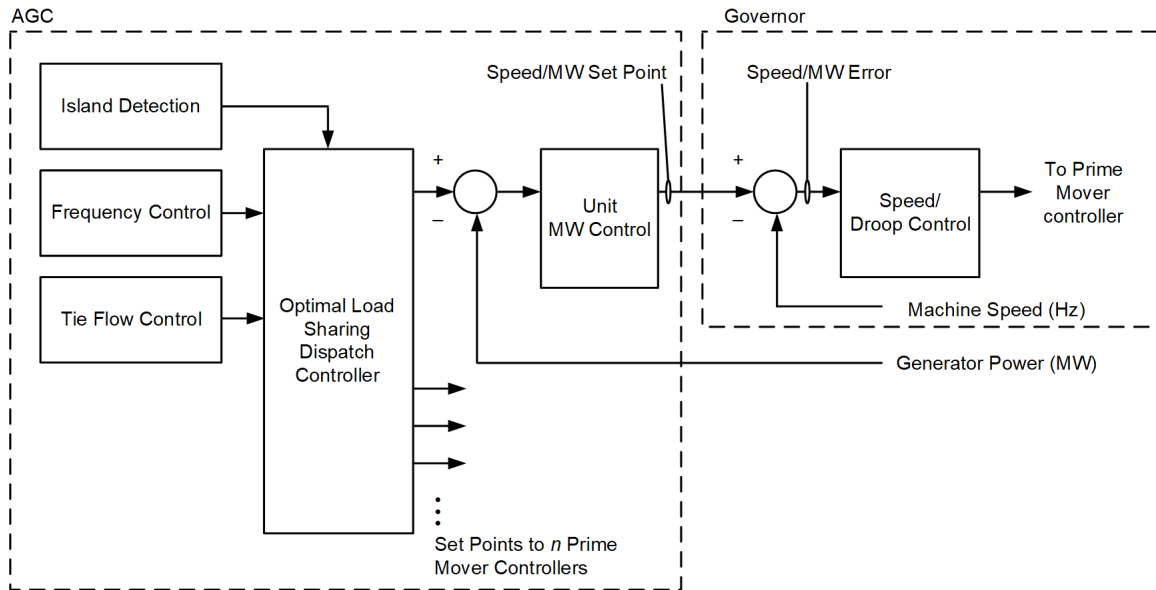 AGC
Governor
Island Detection
Frequency Control
Tie Flow Control
Optimal Load
Sharing
Dispatch
Controller
+
–
Unit
MW Control
Speed/MW Set Point
Speed/MW Error
+
–
Speed/
Droop Control
To Prime
Mover
controller
Machine Speed (Hz)
Generator Power (MW)
Set Points to n Prime
Mover Controllers